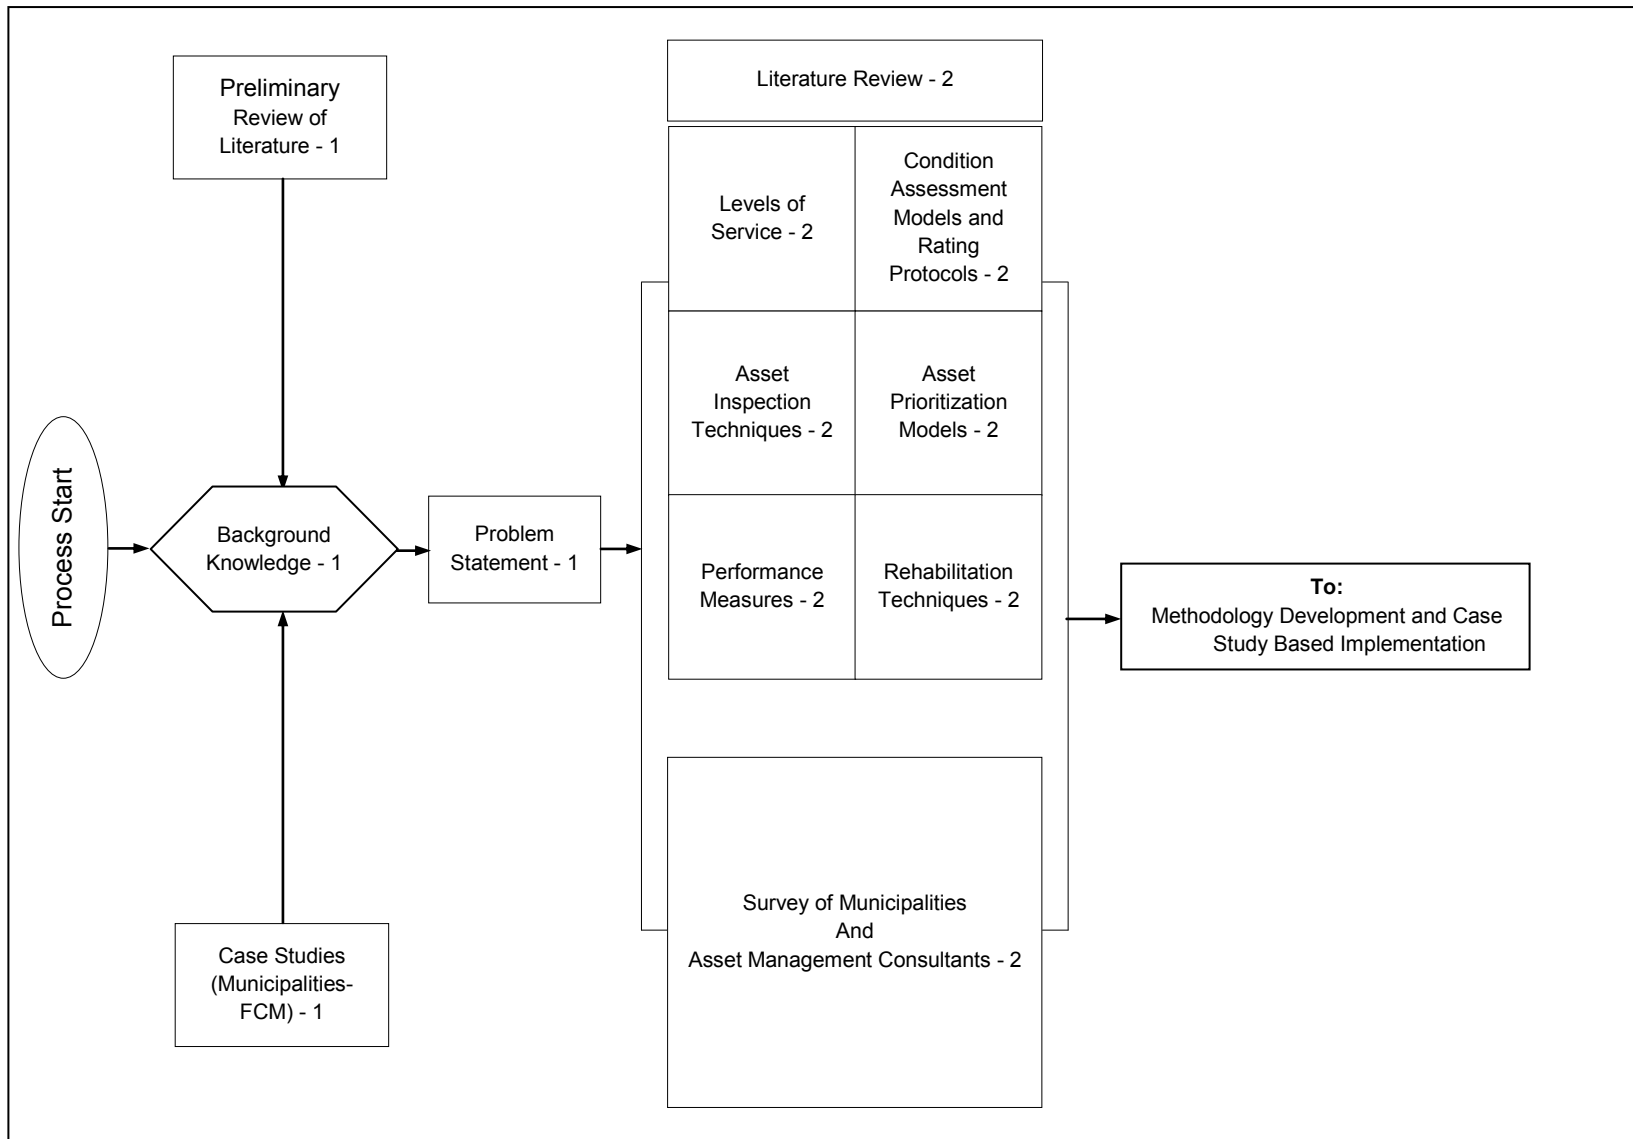 Preliminary
Review of
Literature - 1
Process Start
Background
Knowledge - 1
Case Studies
(Municipalities-
FCM) - 1
Problem
Statement - 1
Literature Review - 2
Levels of
Service - 2
Condition
Assessment
Models and
Rating
Protocols - 2
Asset
Inspection
Techniques - 2
Asset
Prioritization
Models - 2
Performance
Measures - 2
Rehabilitation
Techniques - 2
Survey of Municipalities
And
Asset Management Consultants - 2
To:
Methodology Development and Case
Study Based Implementation